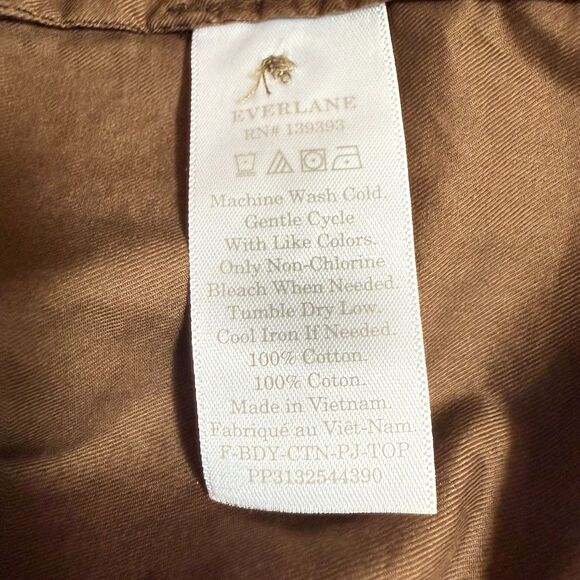 EVERLANE
RN# 139393
Machine Wash Cold.
Gentle Cycle
With Like Colors.
Only Non-Chlorine
Bleach When Needed.
Tumble Dry Low.
Cool Iron If Needed.
100% Cotton.
100% Coton.
Made in Vietnam.
Fabriqué au Viêt-Nam.
F-BDY-CTN-PJ-TOP
PP3132544390